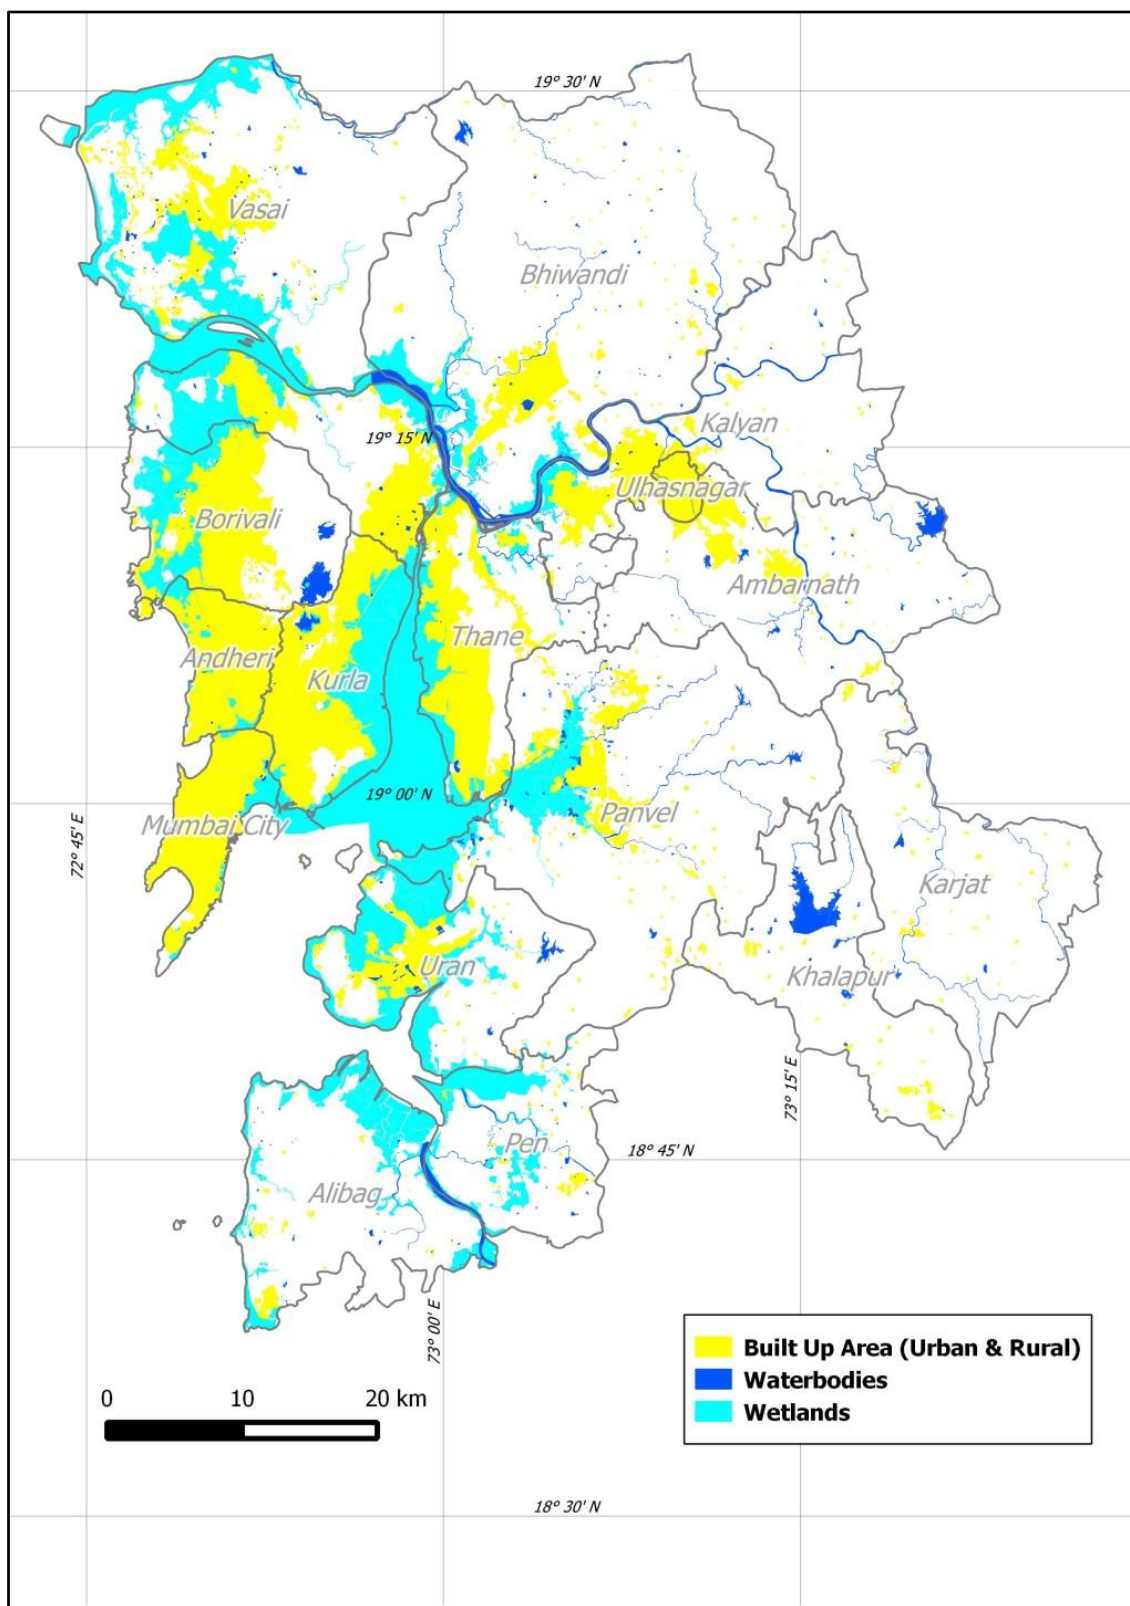 19° 30' N
Vasai
Bhiwandi
19° 15' N
Kalyan
Ulhasnagar
Borivali
Ambarnath
Thane
Andheri
Kurla
19° 00' N
Panvel
Mumbai City
72° 45' E
Karjat
Uran
Khalapur
73° 15' E
Pen
18° 45' N
Alibag
73° 00' E
Built Up Area (Urban & Rural)
Waterbodies
Wetlands
0 10 20 km
18° 30' N